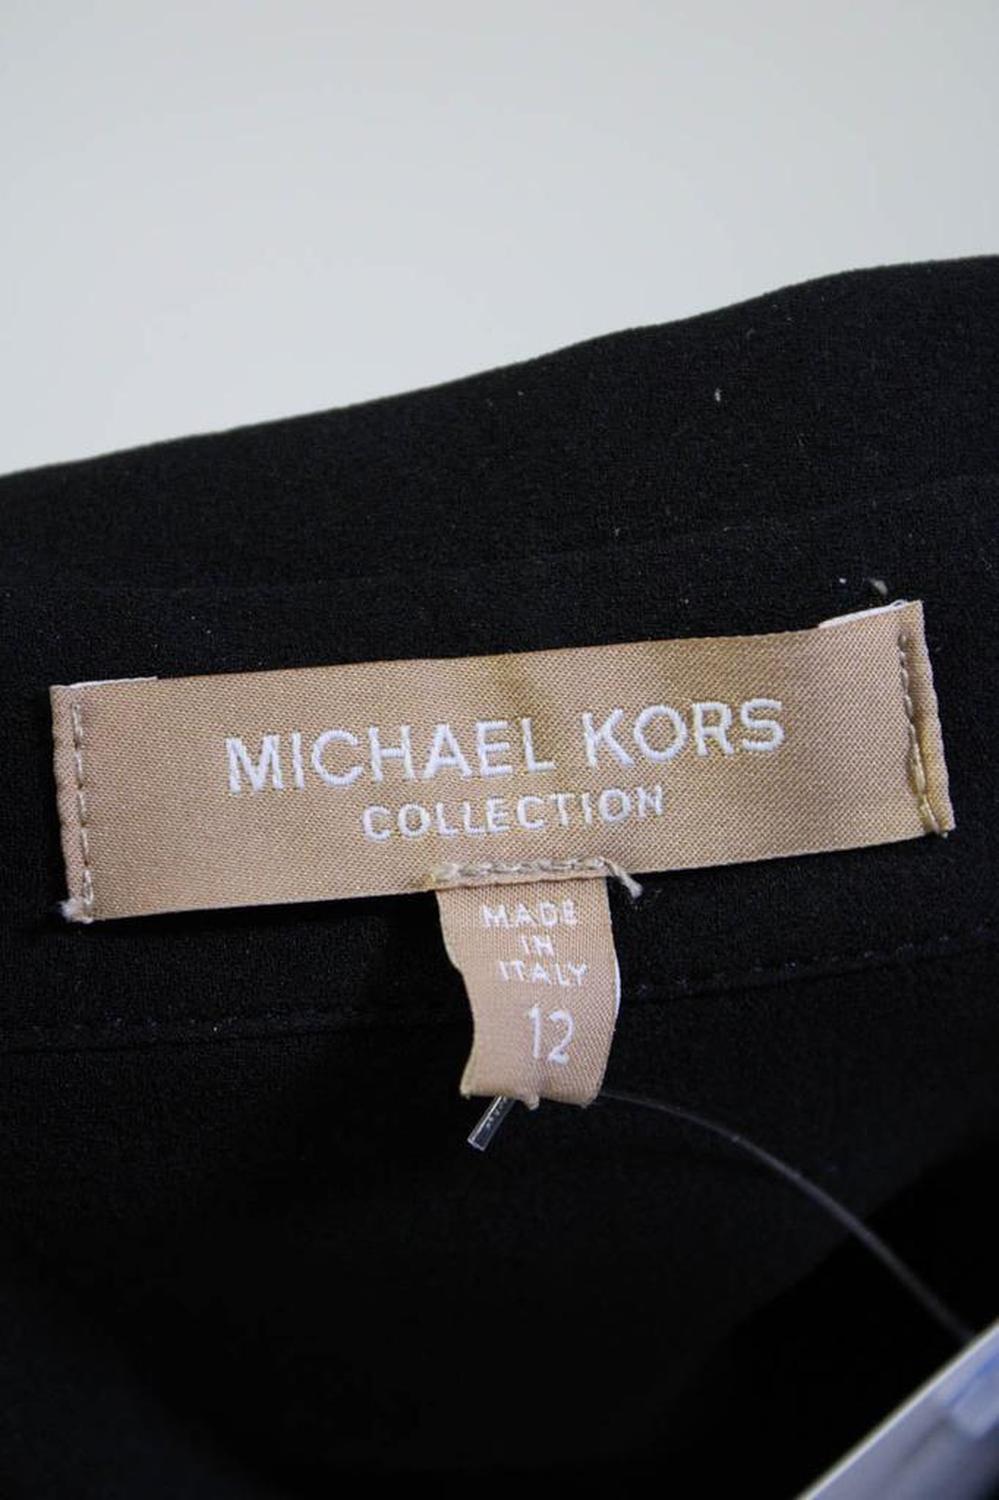 MICHAEL KORS
COLLECTION
MADE
IN
ITALY
12